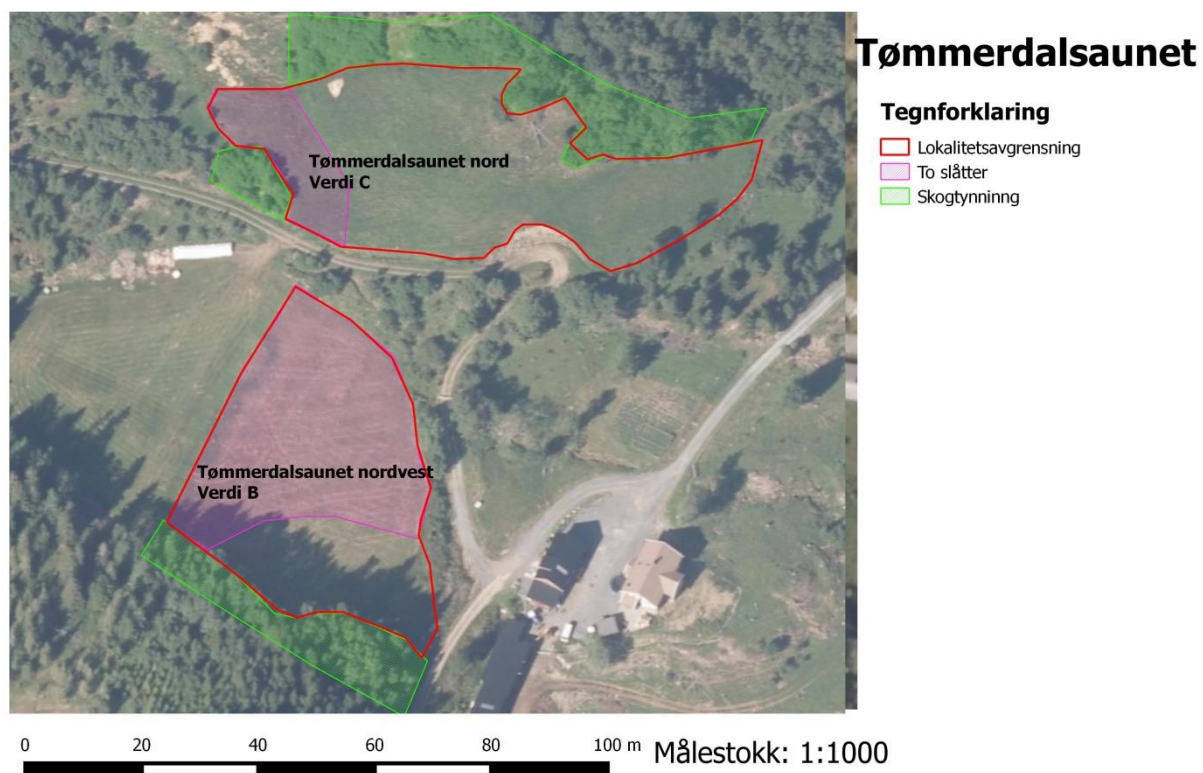 Tømmerdalsaunet
Tegnforklaring
Lokalitetsavgrensning
To slåtter
Skogtynninng
Tømmerdalsaunet nord
Verdi C
Tømmerdalsaunet nordvest
Verdi B
0 20 40 60 80 100 m
Målestokk: 1:1000